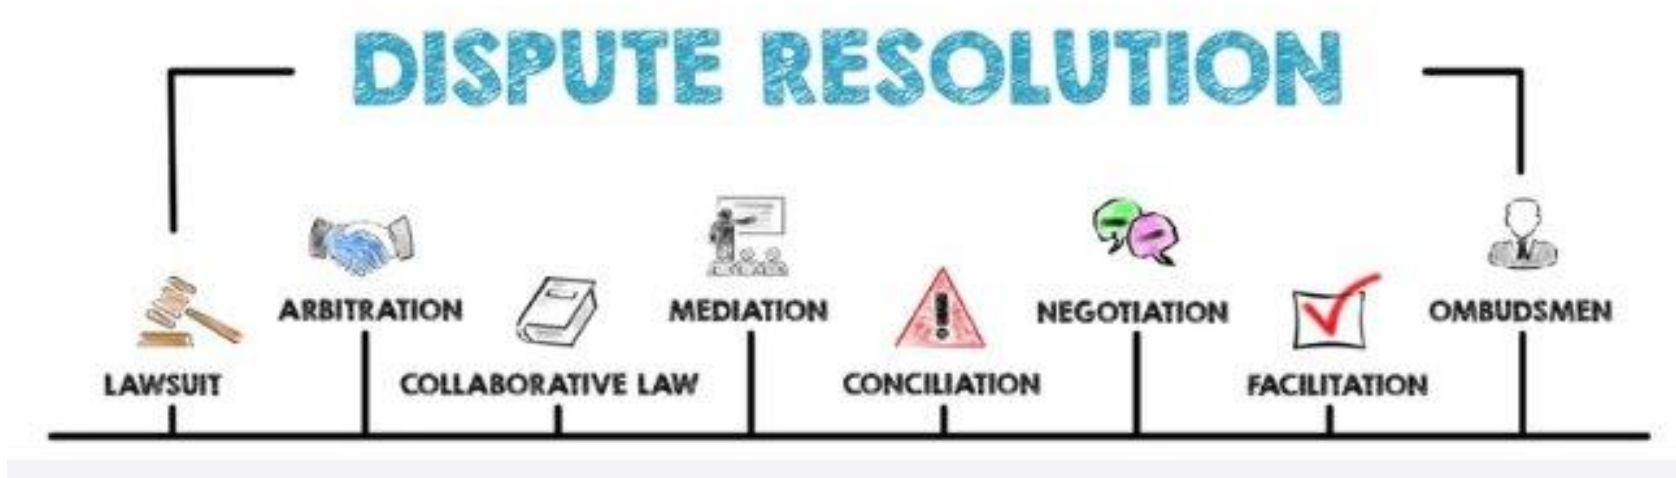 DISPUTE RESOLUTION
LAWSUIT
ARBITRATION
COLLABORATIVE LAW
MEDIATION
CONCILIATION
NEGOTIATION
FACILITATION
OMBUDSMEN